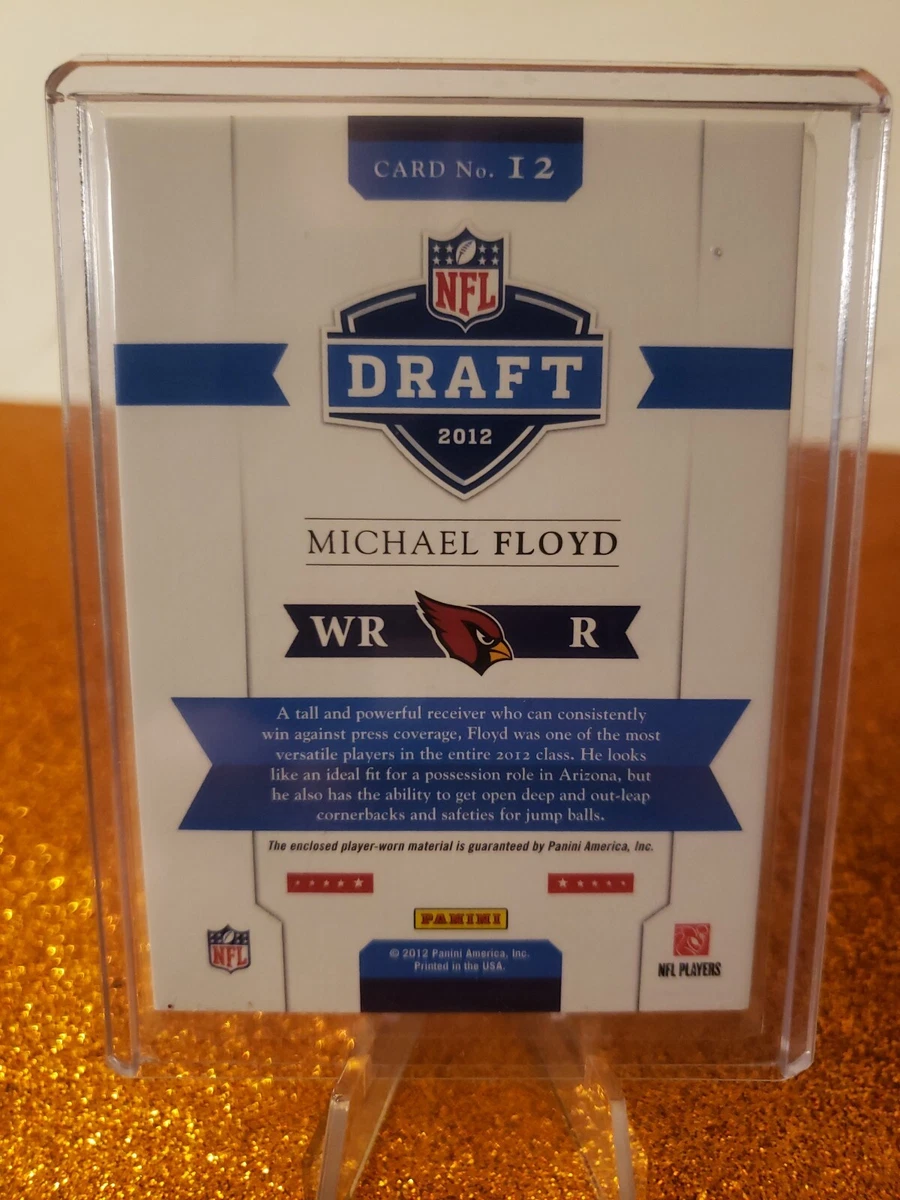 CARD No. 12
NFL
DRAFT
2012
MICHAEL FLOYD
WR R
A tall and powerful receiver who can consistently
win against press coverage, Floyd was one of the most
versatile players in the entire 2012 class. He looks
like an ideal fit for a possession role in Arizona, but
he also has the ability to get open deep and out-leap
cornerbacks and safeties for jump balls.
The enclosed player-worn material is guaranteed by Panini America, Inc.
PANINI
NFL
© 2012 Panini America, Inc.
Printed in the USA.
NFL PLAYERS